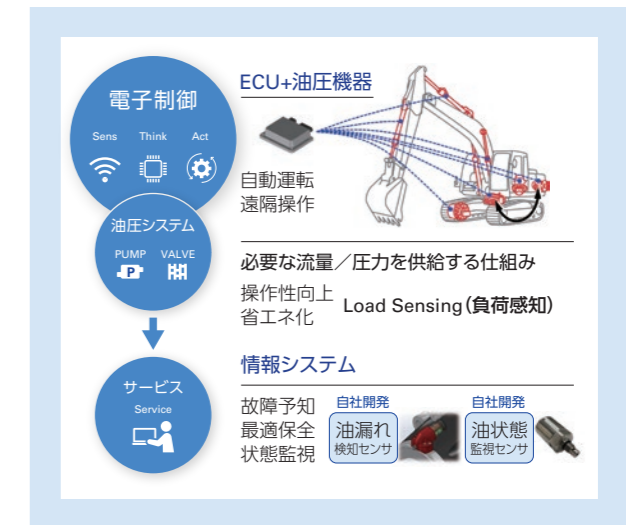 電子制御
Sens Think Act
油圧システム
PUMP VALVE
P
サービス
Service
ECU+油圧機器
自動運転
遠隔操作
必要な流量／圧力を供給する仕組み
操作性向上
省エネ化
Load Sensing(負荷感知)
情報システム
故障予知
最適保全
状態監視
自社開発
油漏れ
検知センサ
自社開発
油状態
監視センサ